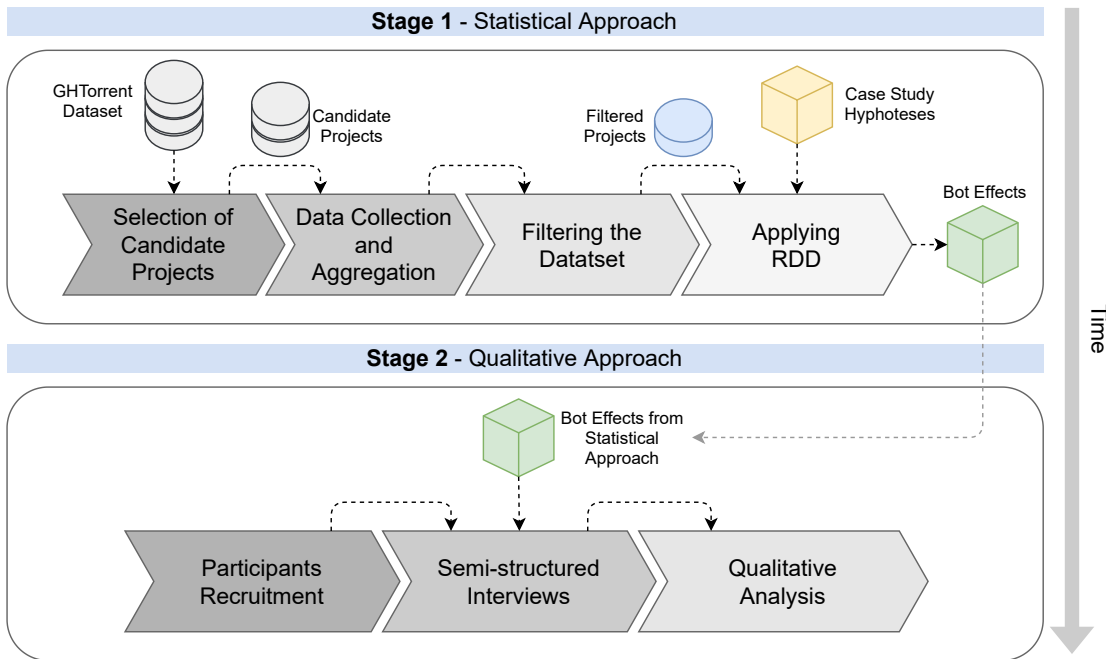 Stage 1 - Statistical Approach
GHTorrent
Dataset
Candidate
Projects
Filtered
Projects
Case Study
Hyphoteses
Selection of
Candidate
Projects
Data Collection
and
Aggregation
Filtering the
Datatset
Applying
RDD
Bot Effects
Time
Stage 2 - Qualitative Approach
Bot Effects from
Statistical
Approach
Participants
Recruitment
Semi-structured
Interviews
Qualitative
Analysis